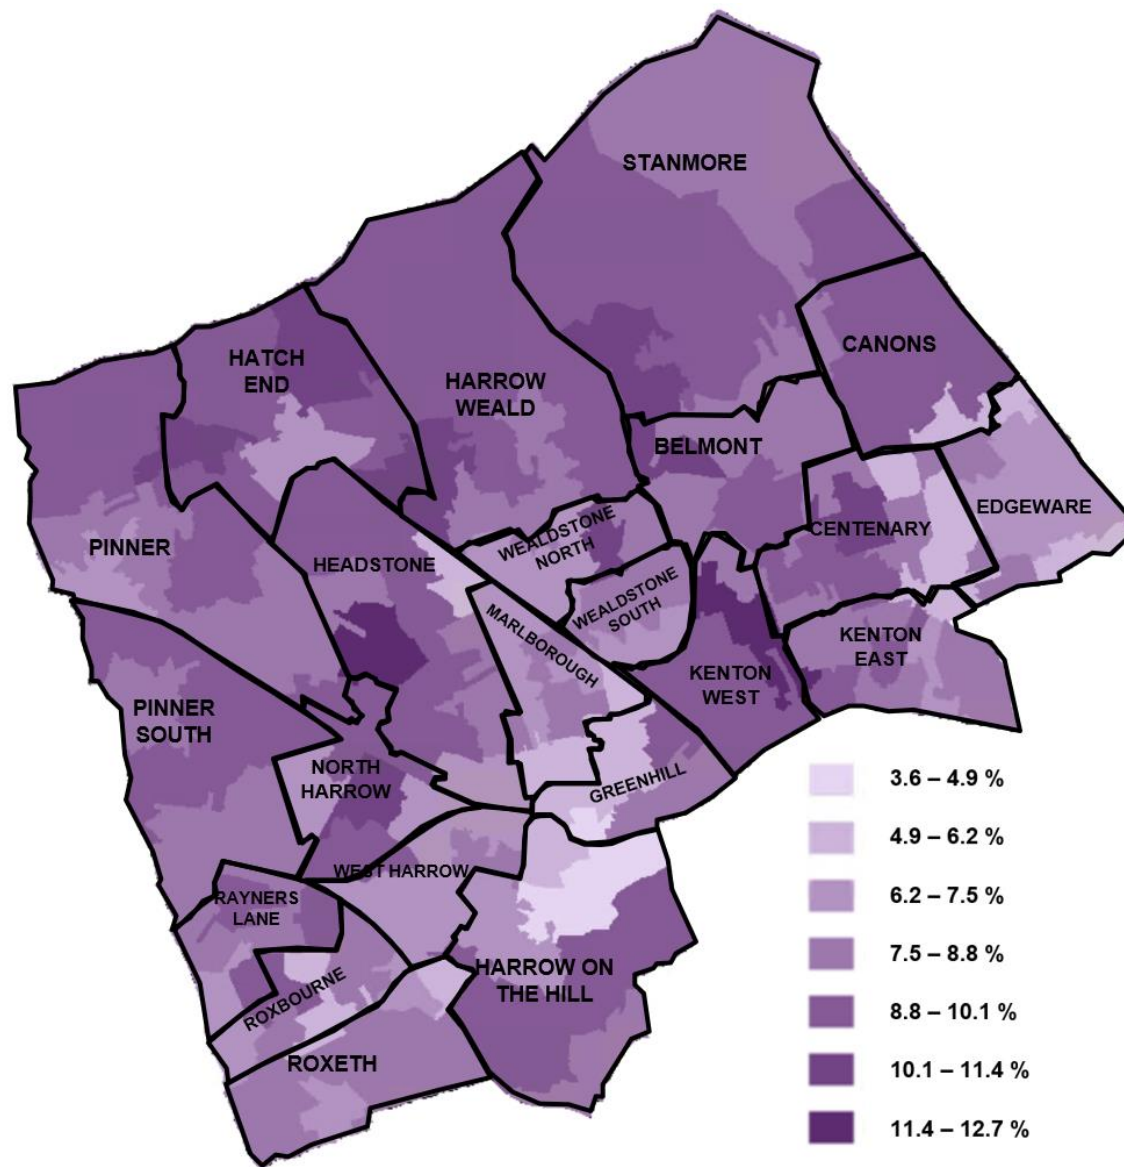 STANMORE
CANONS
HATCH
END
HARROW
WEALD
BELMONT
EDGEWARE
CENTENARY
PINNER
HEADSTONE
WEALDSTONE
NORTH
WEALDSTONE
SOUTH
MARLBOROUGH
KENTON
EAST
KENTON
WEST
PINNER
SOUTH
NORTH
HARROW
GREENHILL
WEST HARROW
RAYNERS
LANE
HARROW ON
THE HILL
ROXBOURNE
ROXETH
3.6 – 4.9 %
4.9 – 6.2 %
6.2 – 7.5 %
7.5 – 8.8 %
8.8 – 10.1 %
10.1 – 11.4 %
11.4 – 12.7 %